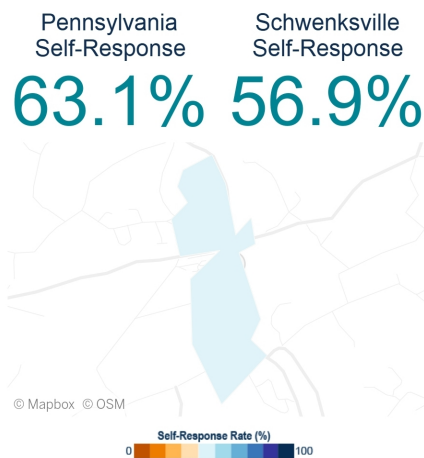 Pennsylvania
Self-Response
63.1%
Schwenksville
Self-Response
56.9%
© Mapbox © OSM
Self-Response Rate (%)
0 100